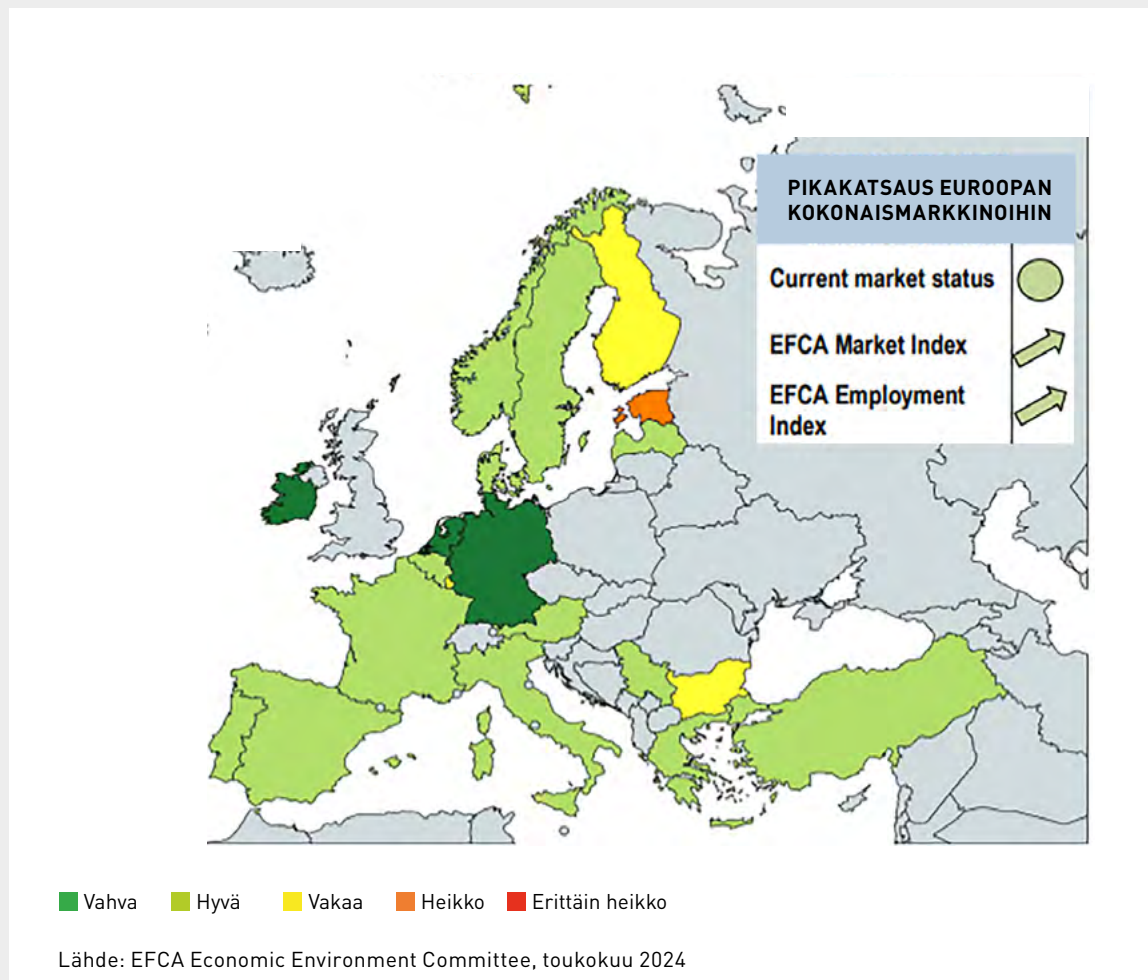 PIKAKATSAUS EUROOPAN
KOKONAISMARKKINOIHIN
Current market status
EFCA Market Index
EFCA Employment
Index
Vahva Hyvä Vakaa Heikko Erittäin heikko
Lähde: EFCA Economic Environment Committee, toukokuu 2024